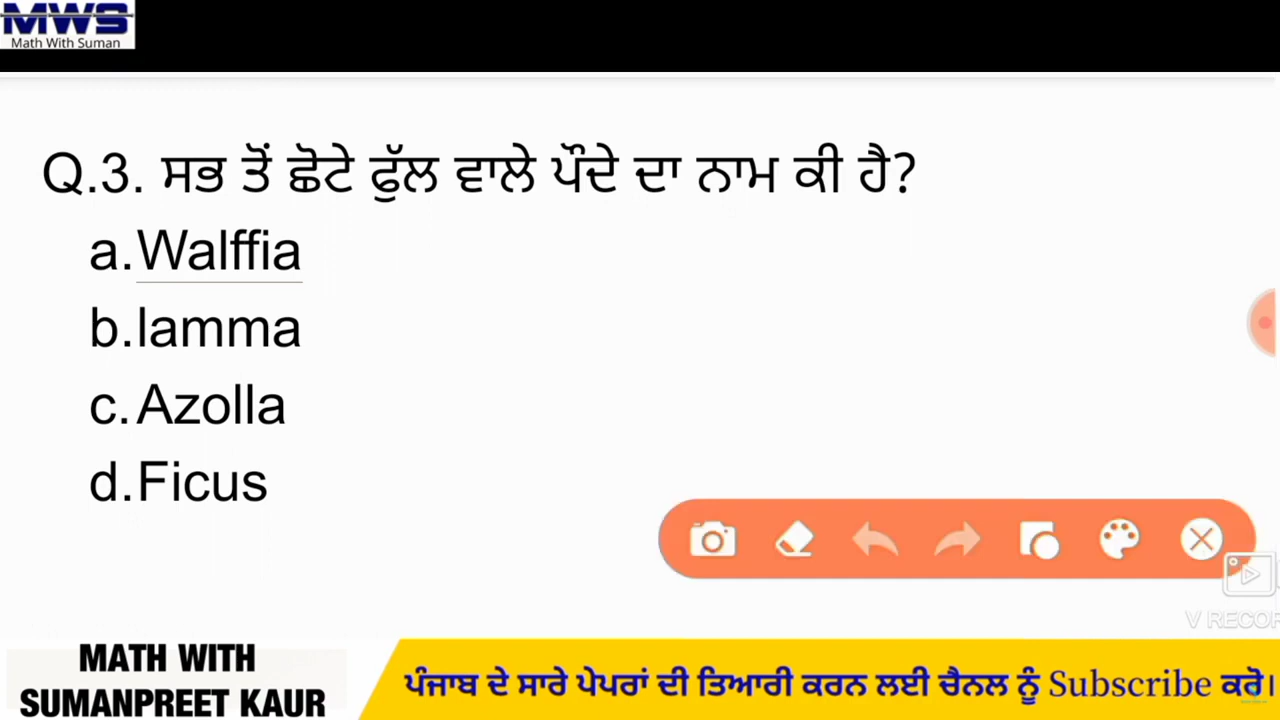 MWS
Math With Suman
Q.3. ਸਭ ਤੋਂ ਛੋਟੇ ਫੁੱਲ ਵਾਲੇ ਪੌਦੇ ਦਾ ਨਾਮ ਕੀ ਹੈ?
a.Walffia
b.lamma
c.Azolla
d.Ficus
V RECOR
MATH WITH
SUMANPREET KAUR
ਪੰਜਾਬ ਦੇ ਸਾਰੇ ਪੇਪਰਾਂ ਦੀ ਤਿਆਰੀ ਕਰਨ ਲਈ ਚੈਨਲ ਨੂੰ Subscribe ਕਰੋ।